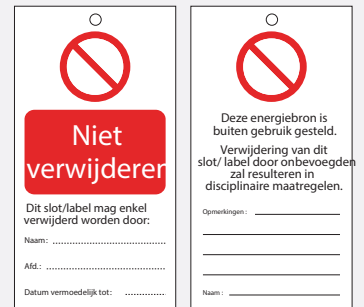 Niet
verwijderen
Dit slot/label mag enkel
verwijderd worden door:
Naam: ........................................
Afd.: ........................................
Datum vermoedelijk tot: .............
Deze energiebron is
buiten gebruik gesteld.
Verwijdering van dit
slot/ label door onbevoegden
zal resulteren in
disciplinaire maatregelen.
Opmerkingen :
Naam :